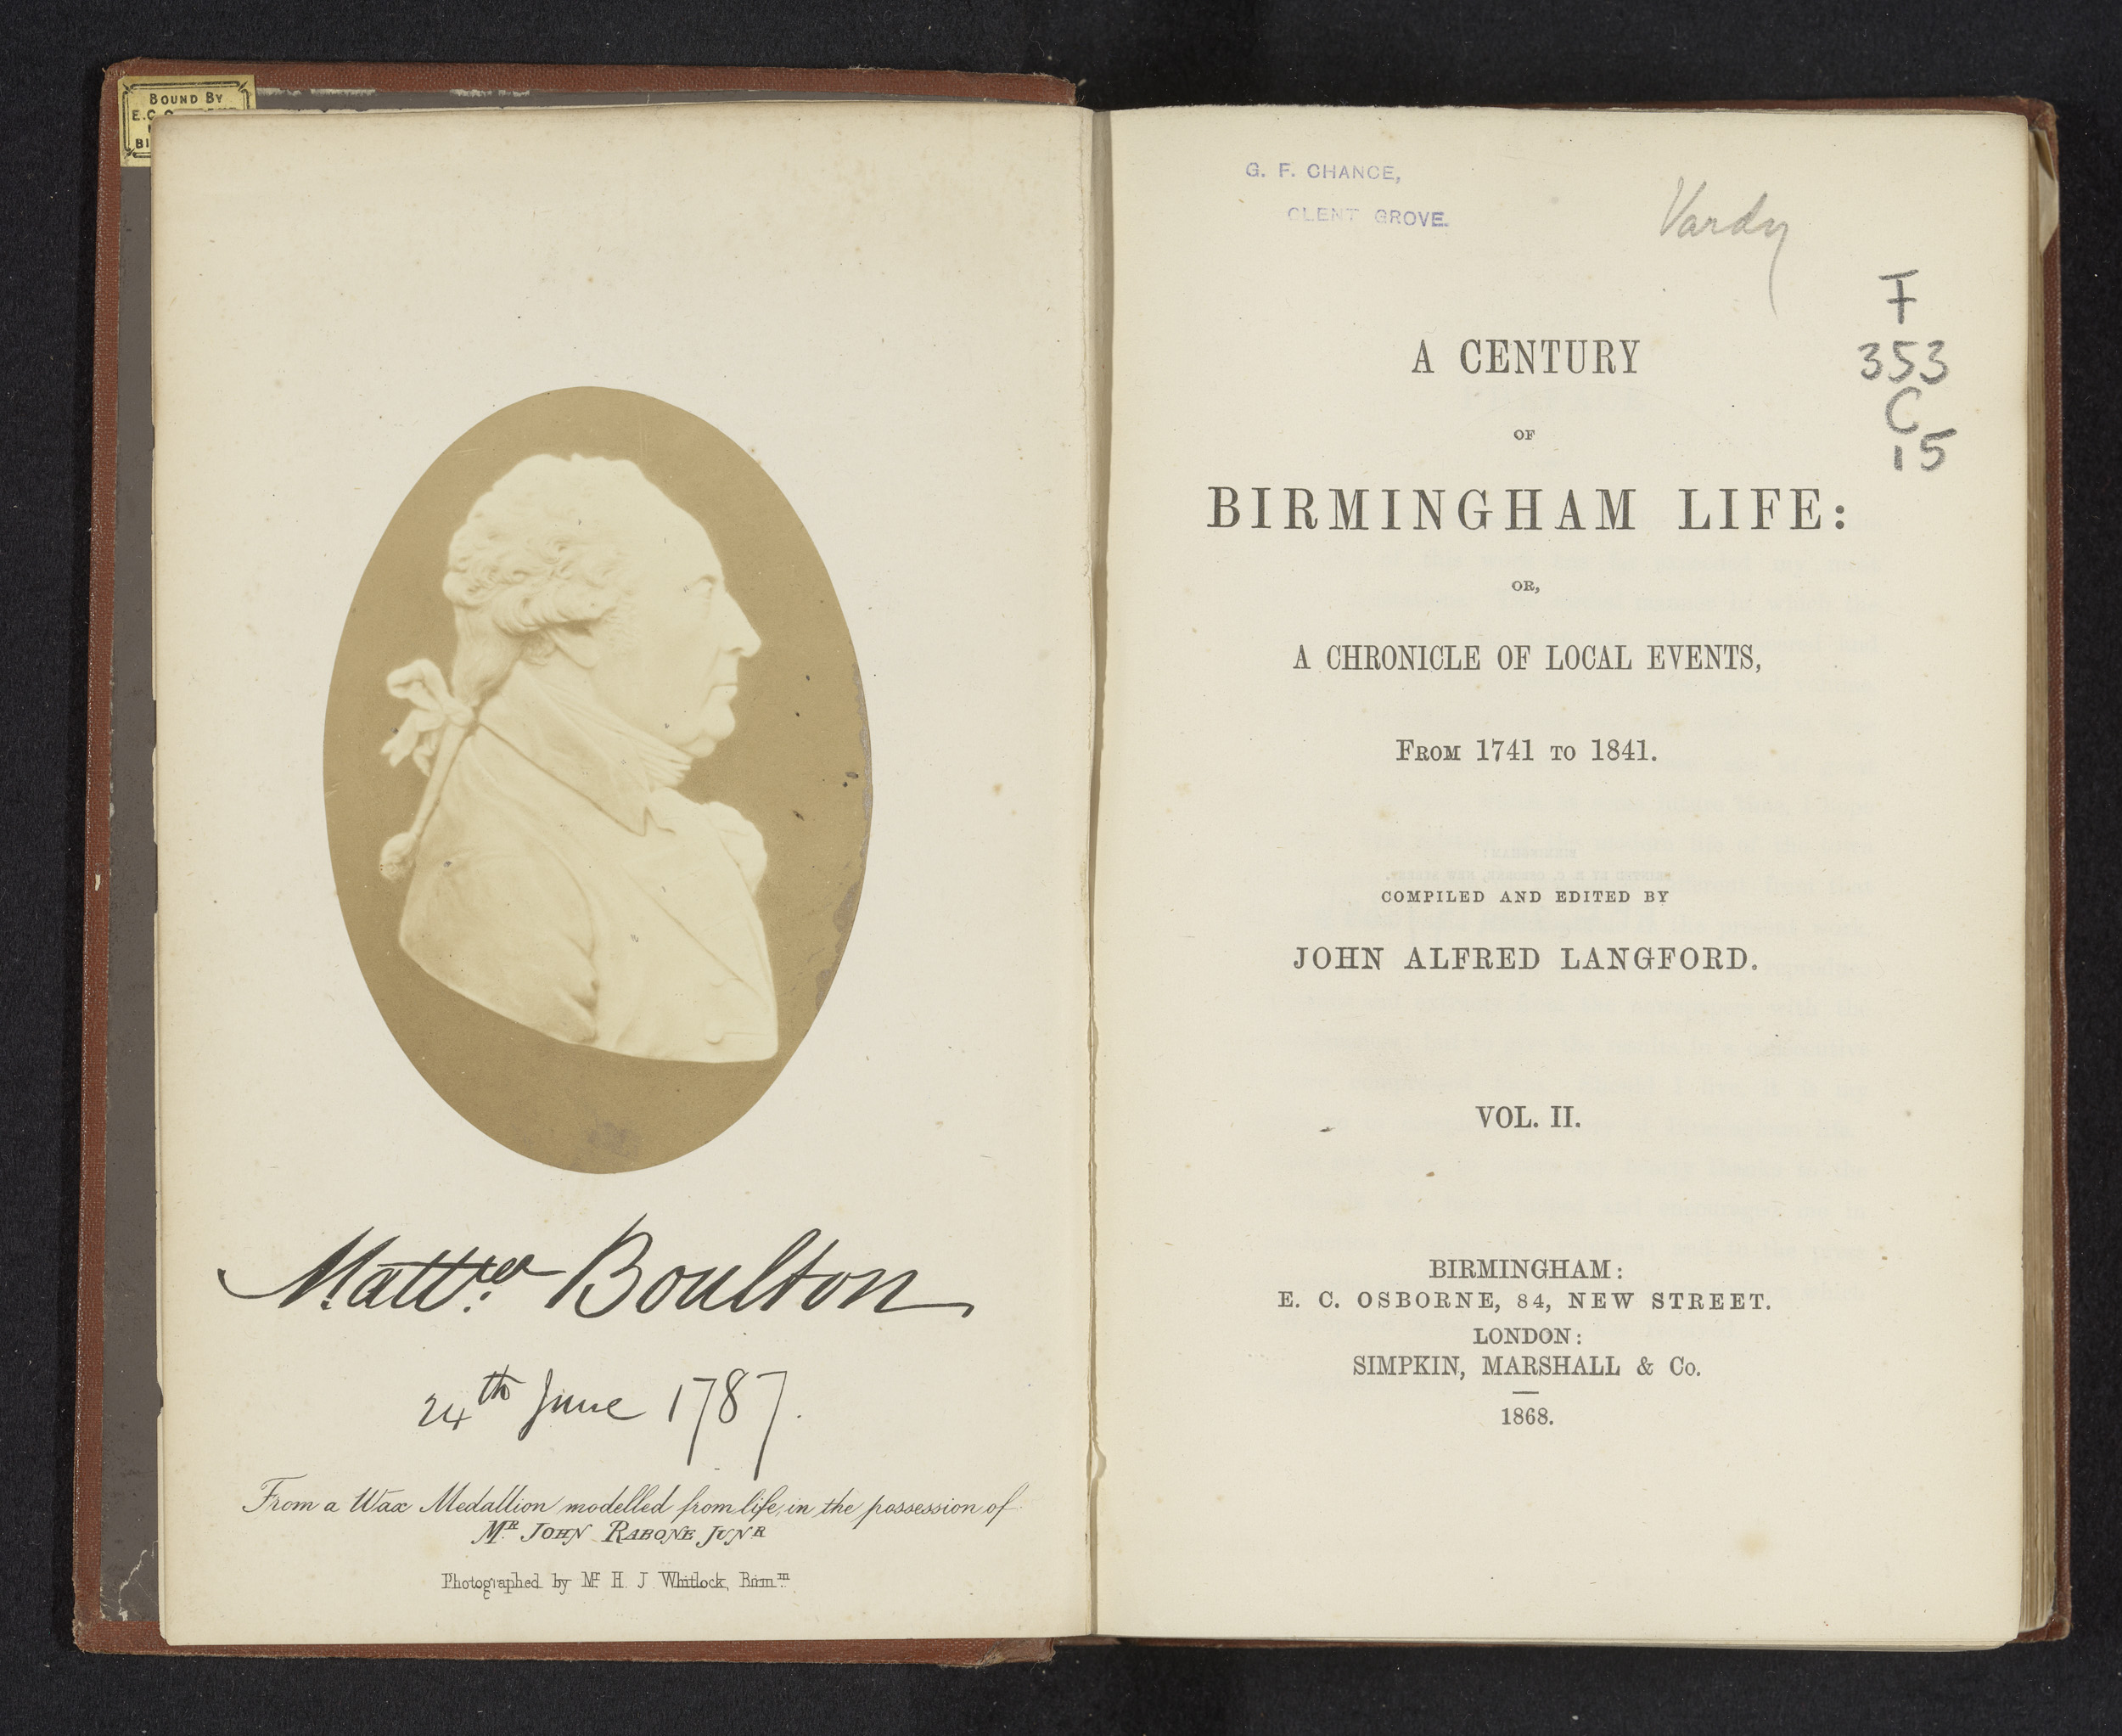 BOUND BY
E.C.
BI
Matt.w Boulton
24th June 1787.
From a Wax Medallion modelled from life, in the possession of
Mr. JOHN RABONE JUNR
Photographed by Mr. H. J. Whitlock, Birm.m
G. F. CHANCE,
CLENT GROVE.
Vardy
F
353
C
15
A CENTURY
OF
BIRMINGHAM LIFE:
OR,
A CHRONICLE OF LOCAL EVENTS,
FROM 1741 TO 1841.
COMPILED AND EDITED BY
JOHN ALFRED LANGFORD.
VOL. II.
BIRMINGHAM:
E. C. OSBORNE, 84, NEW STREET.
LONDON:
SIMPKIN, MARSHALL & Co.
1868.